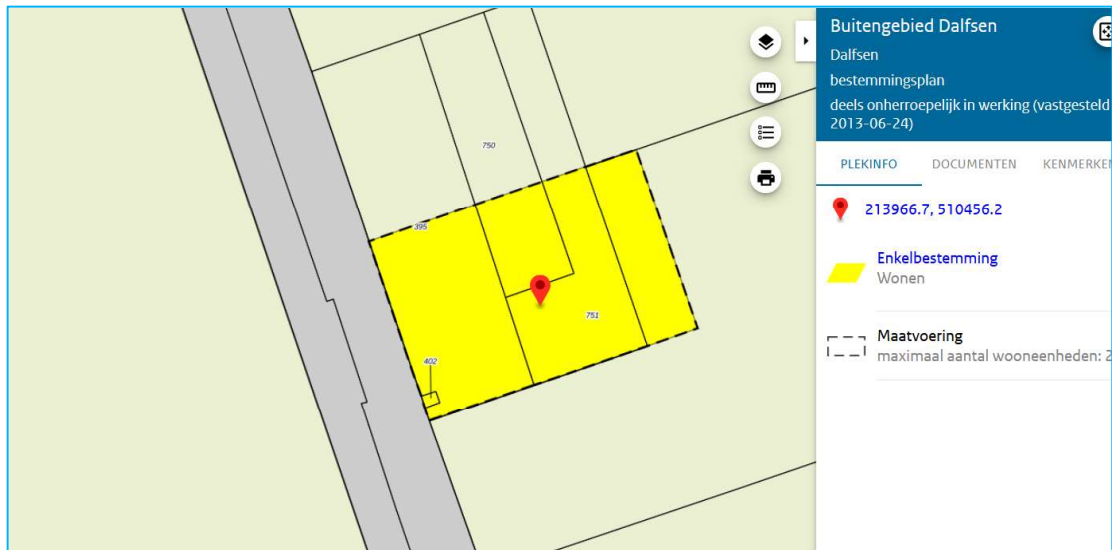 750
395
751
402
Buitengebied Dalfsen
Dalfsen
bestemmingsplan
deels onherroepelijk in werking (vastgesteld
2013-06-24)
PLEKINFO DOCUMENTEN KENMERKEN
213966.7, 510456.2
Enkelbestemming
Wonen
Maatvoering
maximaal aantal wooneenheden: 2